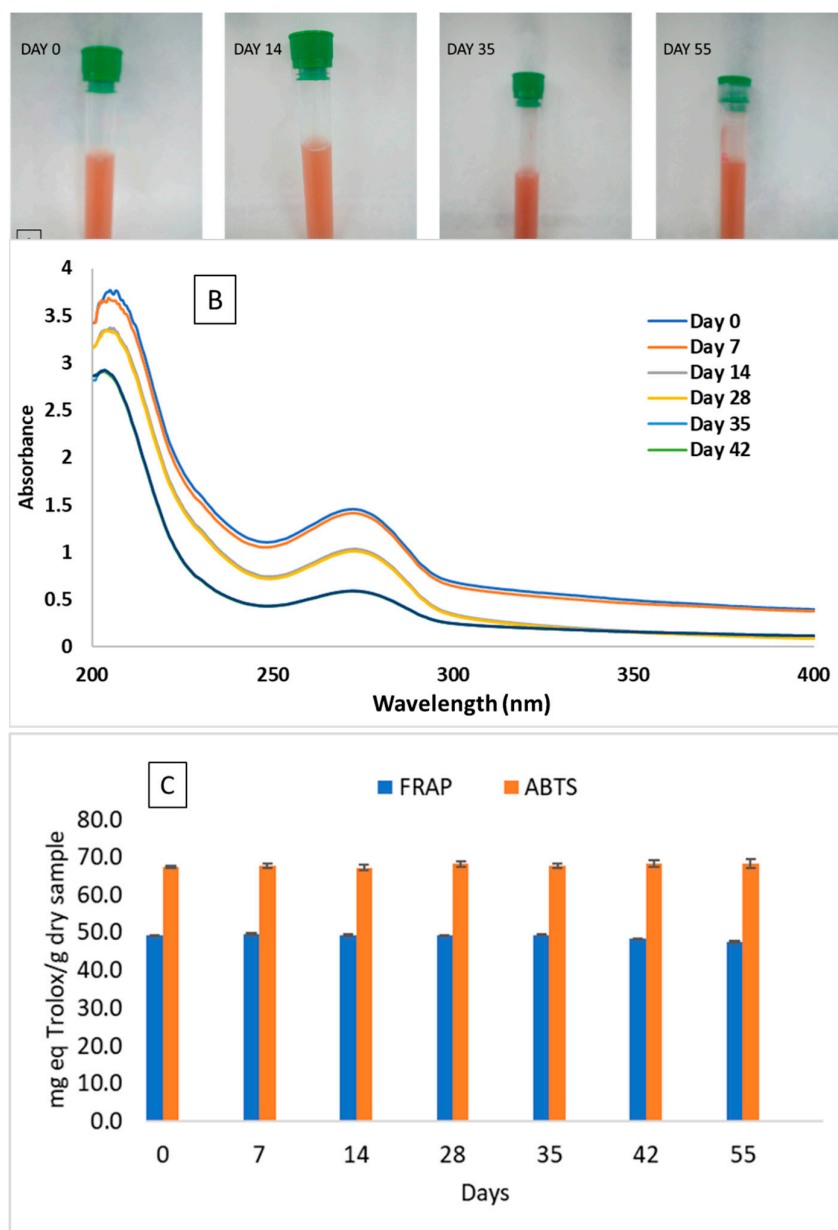 DAY 0
DAY 14
DAY 35
DAY 55
B
Day 0
Day 7
Day 14
Day 28
Day 35
Day 42
4
3.5
3
2.5
2
1.5
1
0.5
0
Absorbance
200
250
300
350
400
Wavelength (nm)
C
FRAP
ABTS
80.0
70.0
60.0
50.0
40.0
30.0
20.0
10.0
0.0
mg eq Trolox/g dry sample
0
7
14
28
35
42
55
Days